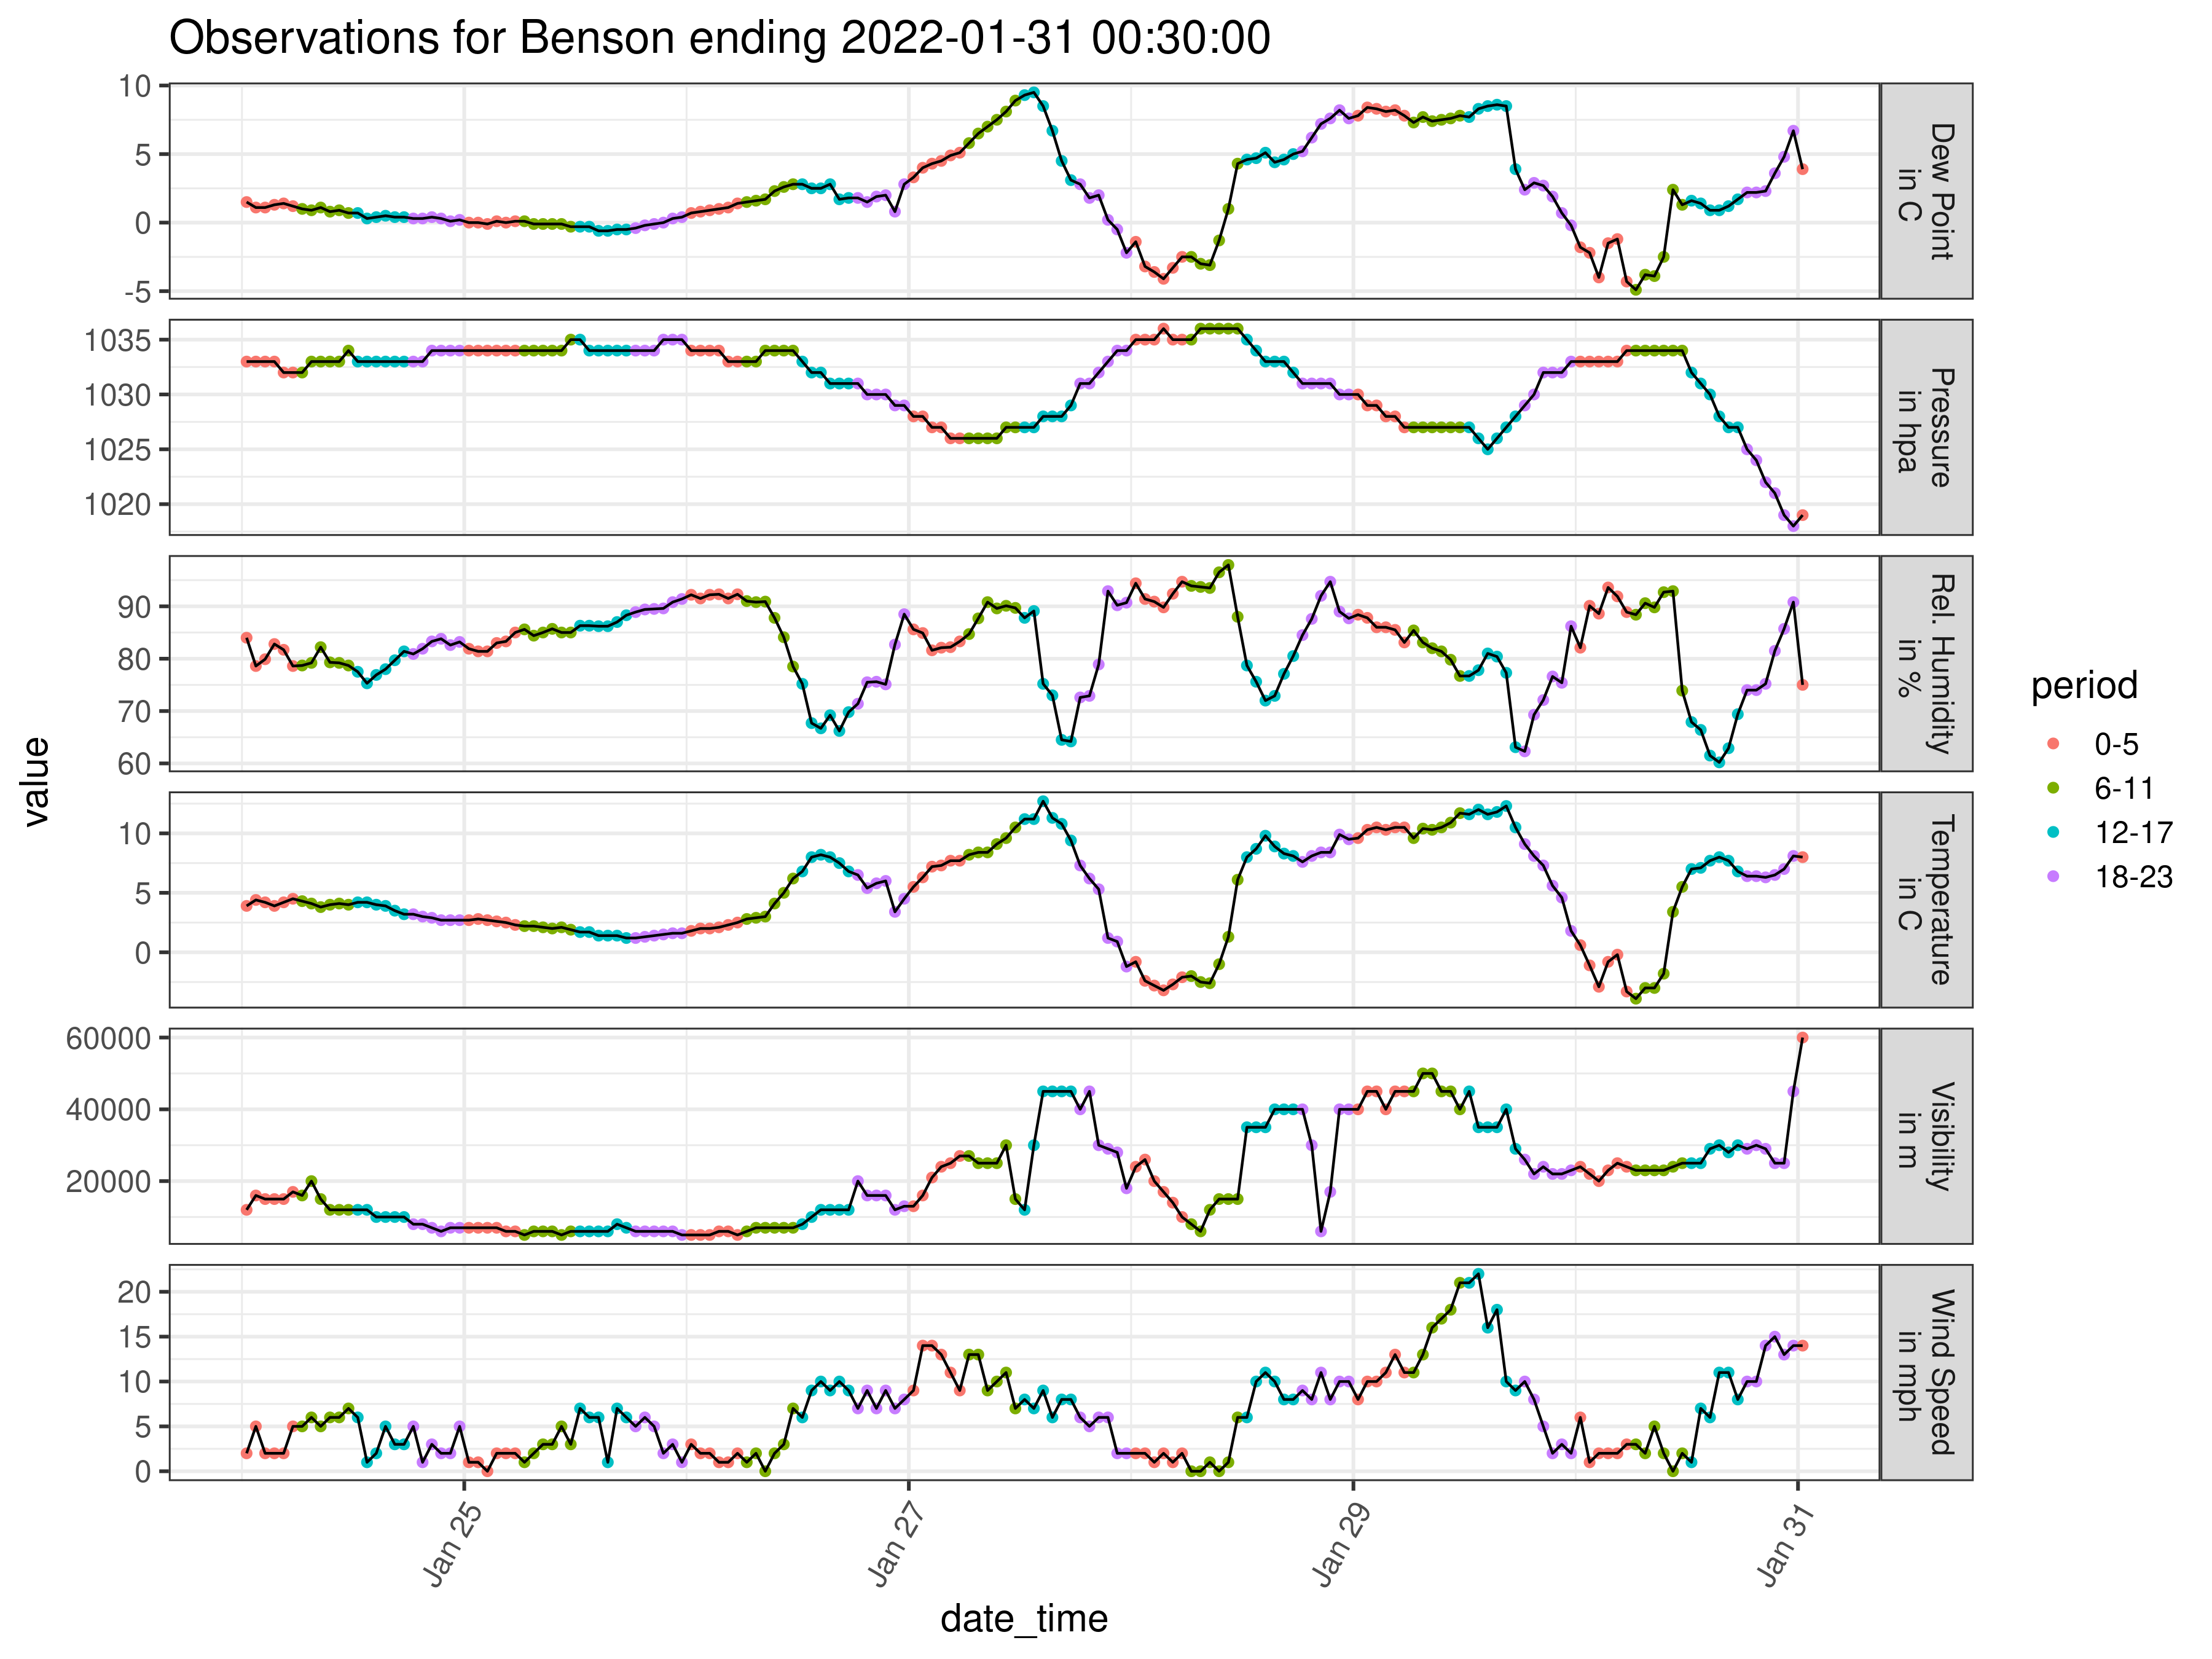 Observations for Benson ending 2022-01-31 00:30:00
value
10
5
0
-5
Dew Point
in C
1035
1030
1025
1020
Pressure
in hpa
90
80
70
60
Rel. Humidity
in %
10
5
0
Temperature
in C
60000
40000
20000
Visibility
in m
20
15
10
5
0
Wind Speed
in mph
Jan 25
Jan 27
Jan 29
Jan 31
date_time
period
0-5
6-11
12-17
18-23